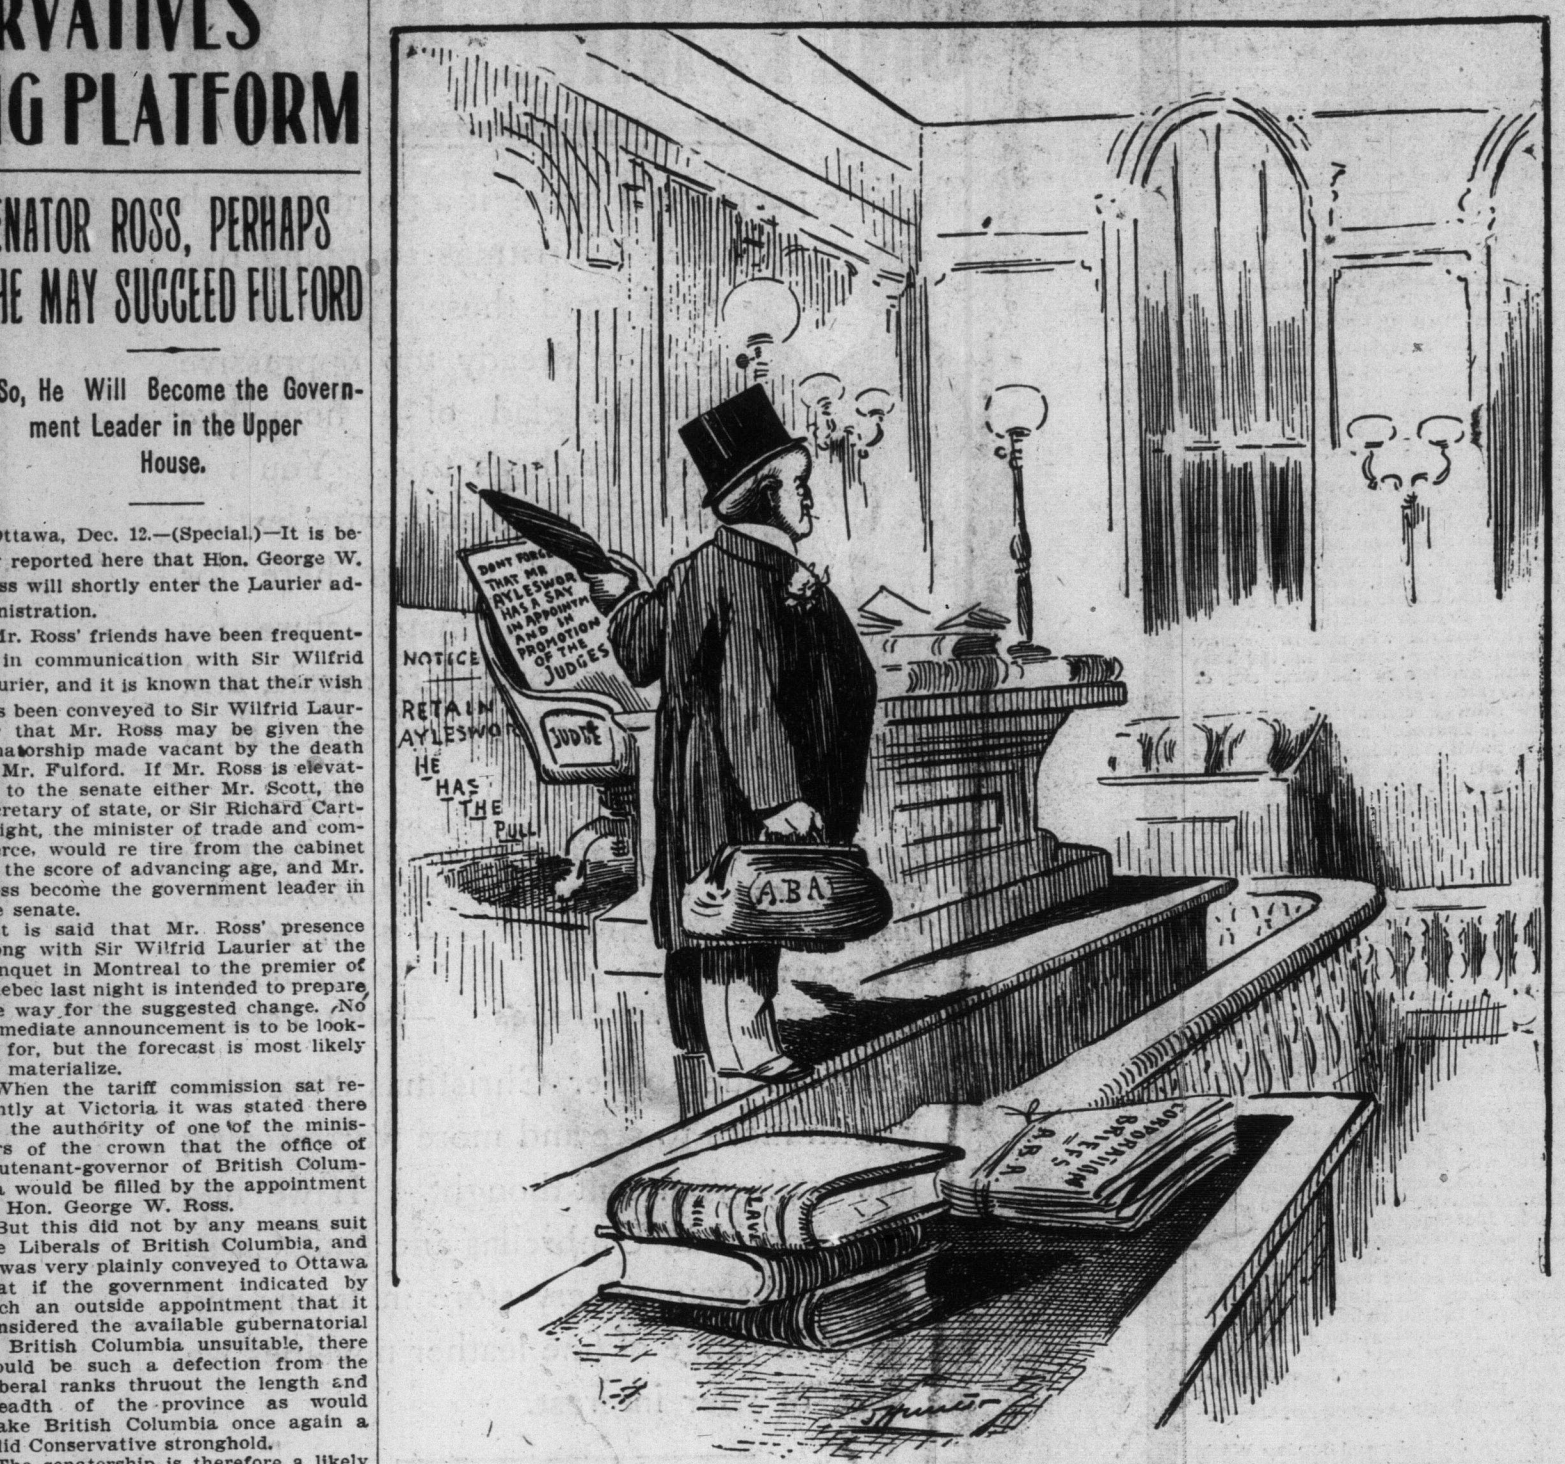 RVATIVES
G PLATFORM
ENATOR ROSS, PERHAPS
HE MAY SUCCEED FULFORD
So, He Will Become the Govern-
ment Leader in the Upper
House.
Ottawa, Dec. 12.—(Special.)—It is be-
reported here that Hon. George W.
ss will shortly enter the Laurier ad-
nistration.
Mr. Ross' friends have been frequent-
in communication with Sir Wilfrid
urier, and it is known that their wish
s been conveyed to Sir Wilfrid Laur-
that Mr. Ross may be given the
natorship made vacant by the death
Mr. Fulford. If Mr. Ross is elevat-
to the senate either Mr. Scott, the
cretary of state, or Sir Richard Cart-
ight, the minister of trade and com-
erce, would re tire from the cabinet
the score of advancing age, and Mr.
ss become the government leader in
e senate.
t is said that Mr. Ross' presence
ong with Sir Wilfrid Laurier at the
nquet in Montreal to the premier of
ebec last night is intended to prepare
e way for the suggested change. No
mediate announcement is to be look-
for, but the forecast is most likely
materialize.
When the tariff commission sat re-
ntly at Victoria it was stated there
the authority of one of the minis-
rs of the crown that the office of
utenant-governor of British Colum-
a would be filled by the appointment
Hon. George W. Ross.
But this did not by any means suit
e Liberals of British Columbia, and
was very plainly conveyed to Ottawa
at if the government indicated by
ch an outside appointment that it
nsidered the available gubernatorial
British Columbia unsuitable, there
ould be such a defection from the
beral ranks thruout the length and
eadth of the province as would
ake British Columbia once again a
lid Conservative stronghold.
The senatorship is therefore a likely
DONT FORGE
THAT MR
AYLESWOR
HAS A SAY
IN APPOINTM
AND IN
PROMOTION
OF THE
JUDGES
NOTICE
RETAIN
AYLESWOR
HE
HAS
THE
PULL
JUDGE
A.B.A
CORPORATION
BRIEFS
A.B.A.
LAW